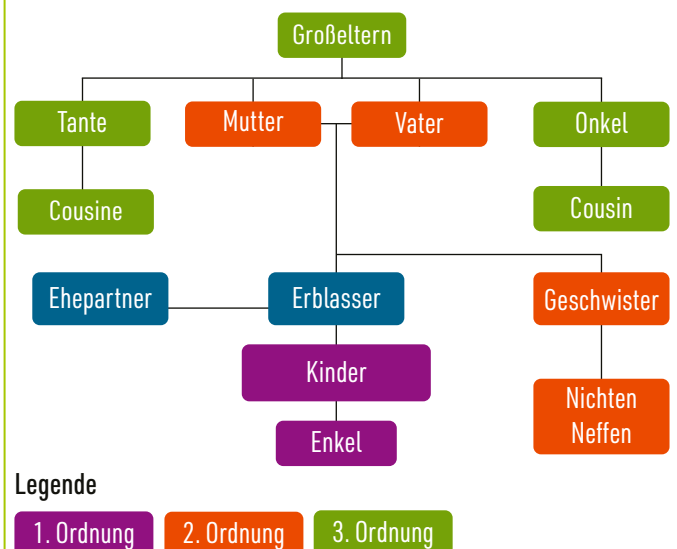 Großeltern
Tante
Mutter
Vater
Onkel
Cousine
Cousin
Ehepartner
Erblasser
Geschwister
Kinder
Nichten
Neffen
Enkel
Legende
1. Ordnung
2. Ordnung
3. Ordnung